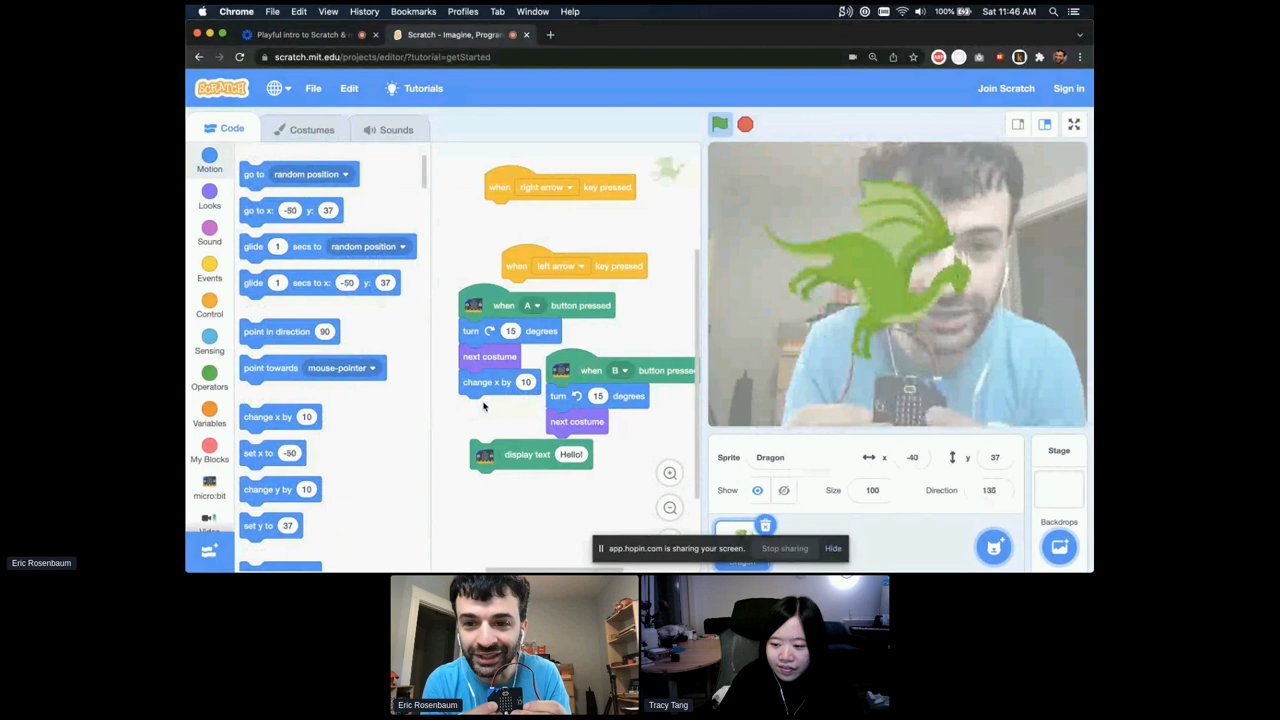 Chrome File Edit View History Bookmarks Profiles Tab Window Help 100% Sat 11:46 AM
Playful intro to Scratch & Scratch - Imagine, Program
scratch.mit.edu/projects/editor/?tutorial=getStarted
SCRATCH File Edit Tutorials Join Scratch Sign in
Code Costumes Sounds
Motion
Looks
Sound
Events
Control
Sensing
Operators
Variables
My Blocks
micro:bit
go to random position
go to x: -50 y: 37
glide 1 secs to random position
glide 1 secs to x: -50 y: 37
point in direction 90
point towards mouse-pointer
change x by 10
set x to -50
change y by 10
set y to 37
when right arrow key pressed
when left arrow key pressed
when A button pressed
turn 15 degrees
next costume
change x by 10
when B button presse
turn 15 degrees
next costume
display text Hello!
Sprite Dragon x -40 y 37
Show Size 100 Direction
Stage
Backdrops
app.hopin.com is sharing your screen. Stop sharing Hide
Eric Rosenbaum
Eric Rosenbaum
Tracy Tang